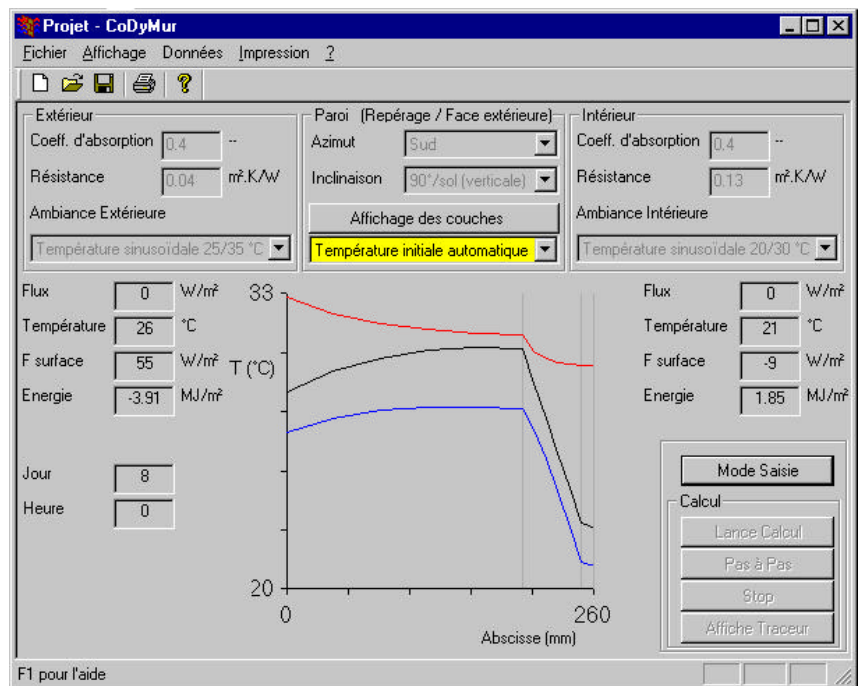 Projet - CoDyMur
Fichier Affichage Données Impression ?
Extérieur
Coeff. d'absorption 0.4 --
Résistance 0.04 m².K/W
Ambiance Extérieure
Température sinusoïdale 25/35 °C
Paroi (Repérage / Face extérieure)
Azimut Sud
Inclinaison 90°/sol (verticale)
Affichage des couches
Température initiale automatique
Intérieur
Coeff. d'absorption 0.4 --
Résistance 0.13 m².K/W
Ambiance Intérieure
Température sinusoïdale 20/30 °C
Flux 0 W/m²
Température 26 °C
F surface 55 W/m²
Energie -3.91 MJ/m²
Jour 8
Heure 0
33
T (°C)
20
0 260
Abscisse (mm)
Flux 0 W/m²
Température 21 °C
F surface -9 W/m²
Energie 1.85 MJ/m²
Mode Saisie
Calcul
Lance Calcul
Pas à Pas
Stop
Affiche Traceur
F1 pour l'aide